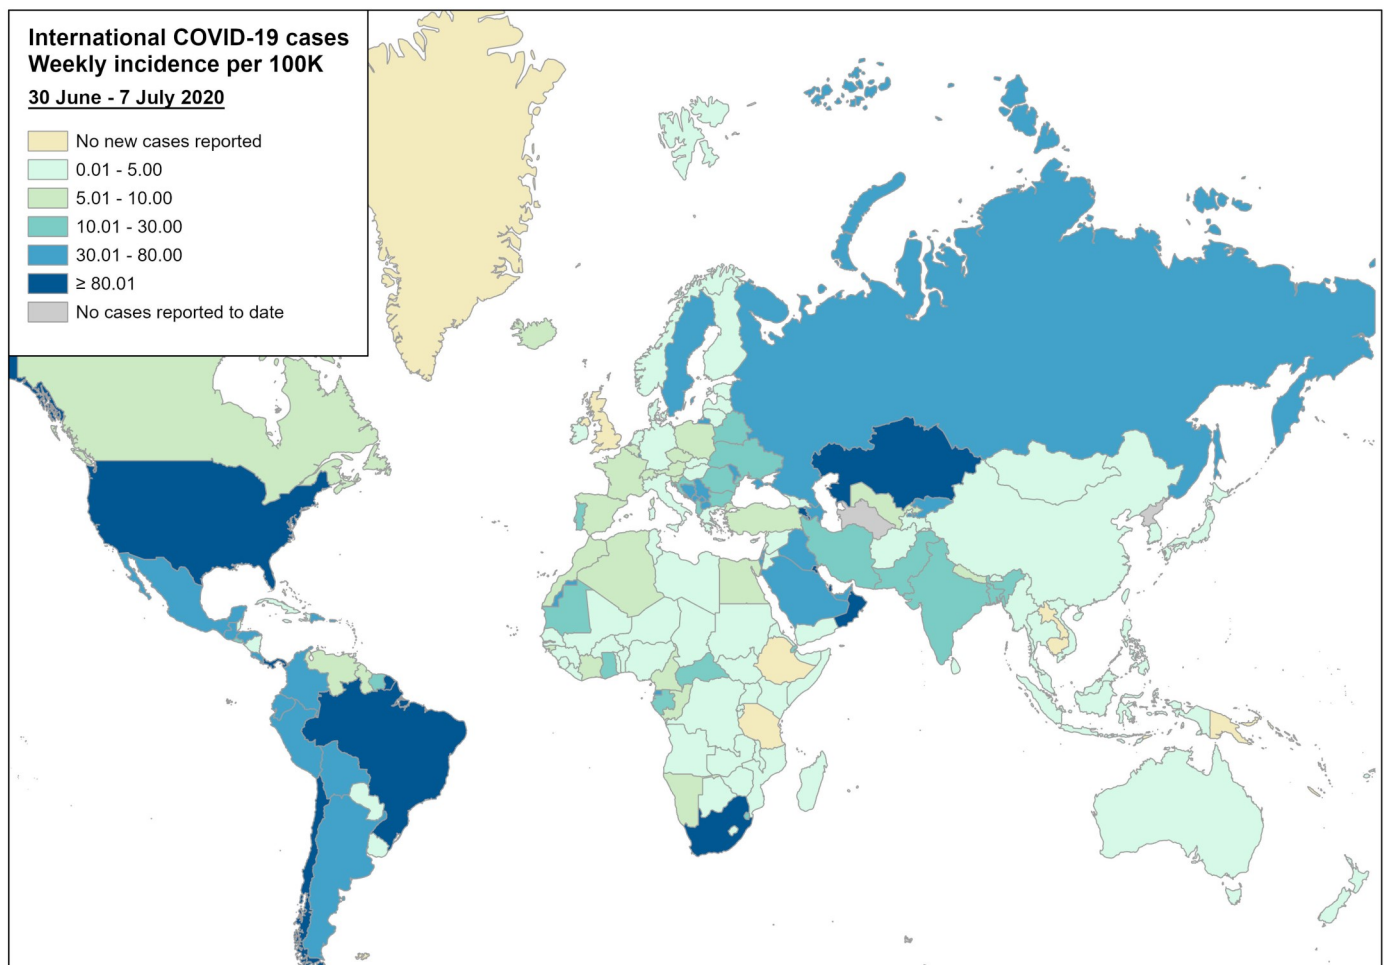 International COVID-19 cases
Weekly incidence per 100K
30 June - 7 July 2020
No new cases reported
0.01 - 5.00
5.01 - 10.00
10.01 - 30.00
30.01 - 80.00
≥ 80.01
No cases reported to date